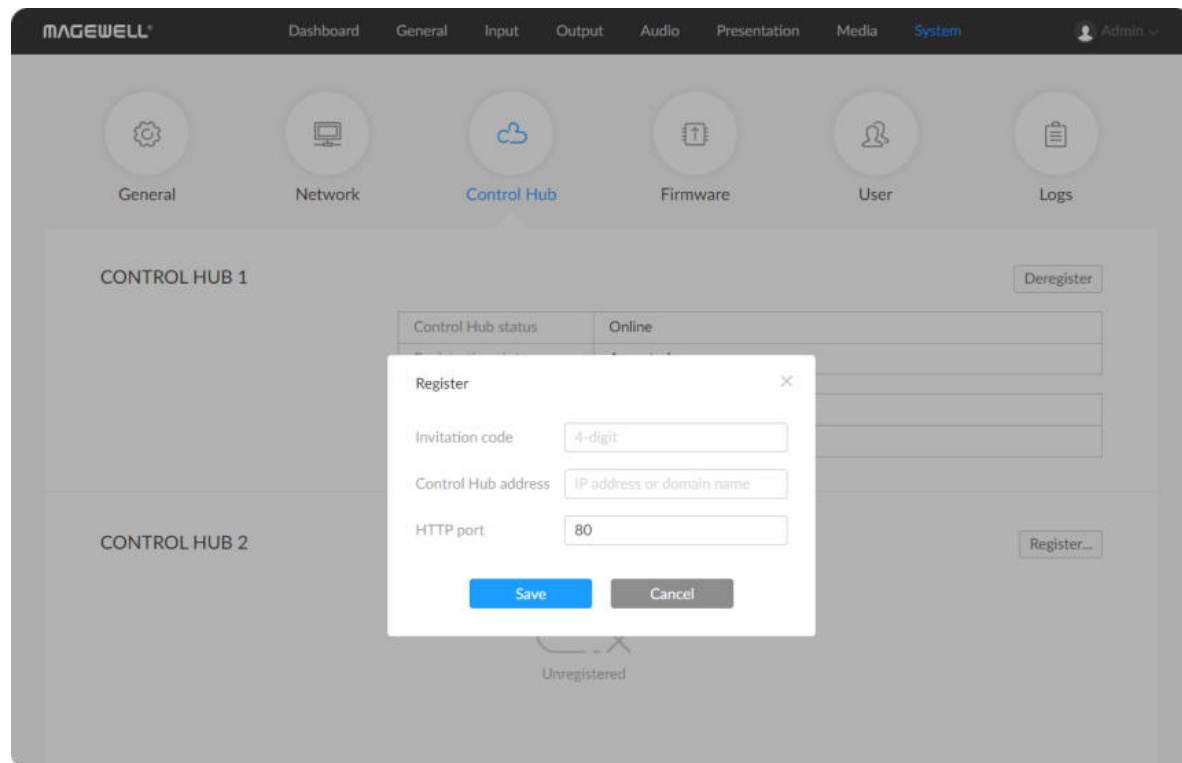 MAGEWELL® Dashboard General Input Output Audio Presentation Media System Admin
General Network Control Hub Firmware User Logs
CONTROL HUB 1 Deregister
Control Hub status Online
Register
Invitation code 4-digit
Control Hub address IP address or domain name
HTTP port 80
CONTROL HUB 2 Register...
Save Cancel
Unregistered